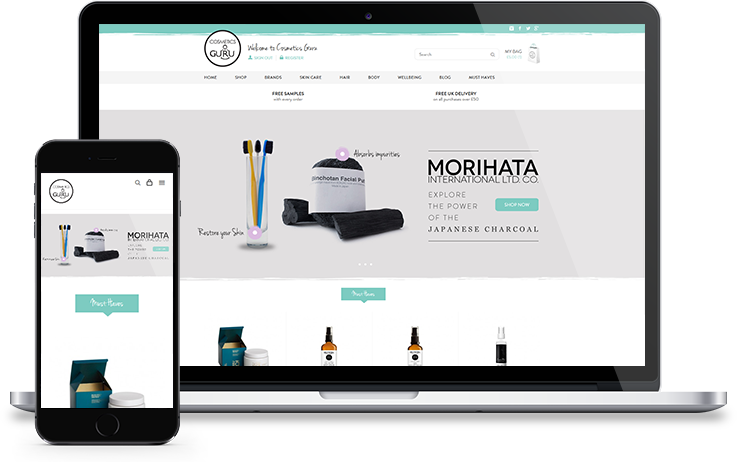 COSMETICS
GURU
Welcome to Cosmetics Guru
SIGN OUT
REGISTER
Search
MY BAG
HOME
SHOP
BRANDS
SKIN CARE
HAIR
BODY
WELLBEING
BLOG
MUST HAVES
FREE SAMPLES
with every order
FREE UK DELIVERY
on all purchases over £50
Absorbs impurities
Restore your Skin
Binchotan Facial Pu
MORIHATA
INTERNATIONAL LTD. CO.
EXPLORE
THE POWER
OF THE
JAPANESE CHARCOAL
SHOP NOW
Must Haves
COSMETICS
GURU
MORIHATA
JAPANESE CHARCOAL
Must Haves